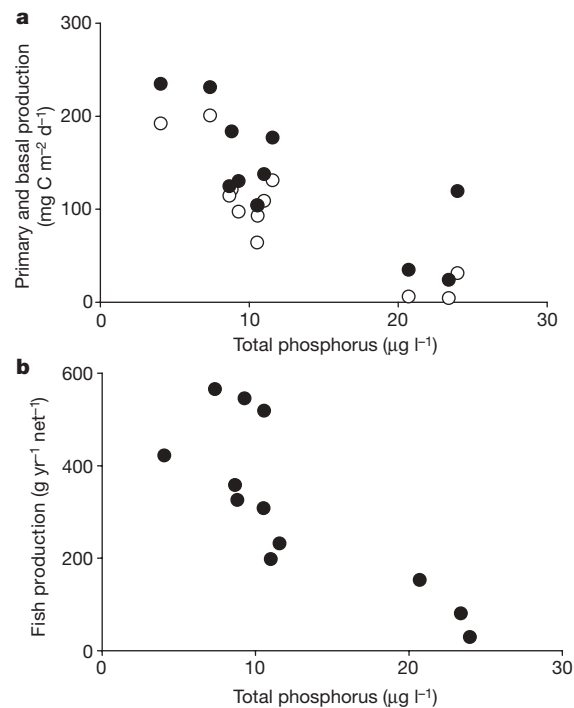 a
300
200
100
0
Primary and basal production
(mg C m⁻² d⁻¹)
0 10 20 30
Total phosphorus (μg l⁻¹)
b
600
400
200
0
Fish production (g yr⁻¹ net⁻¹)
0 10 20 30
Total phosphorus (μg l⁻¹)